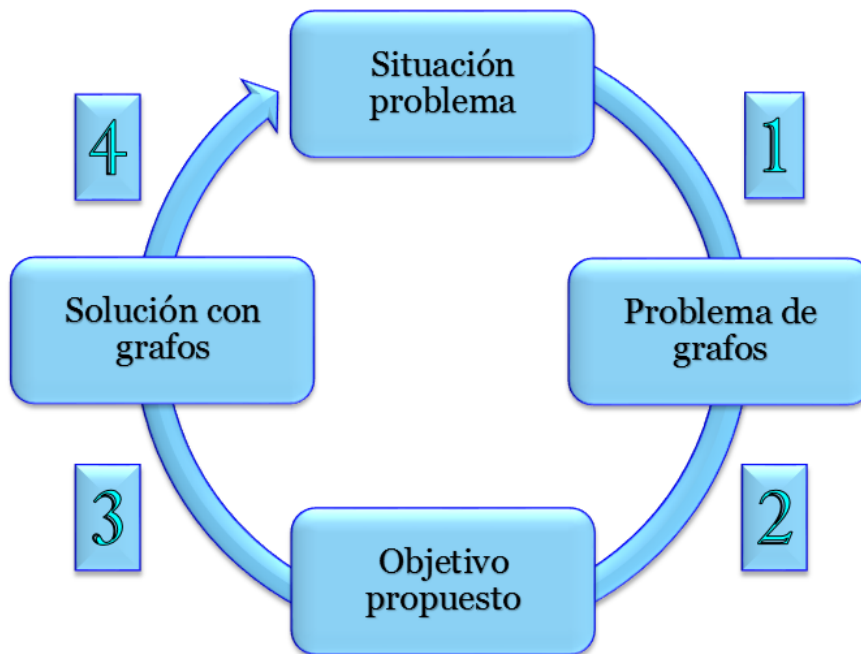 Situación
problema
1
Problema de
grafos
2
Objetivo
propuesto
3
Solución con
grafos
4